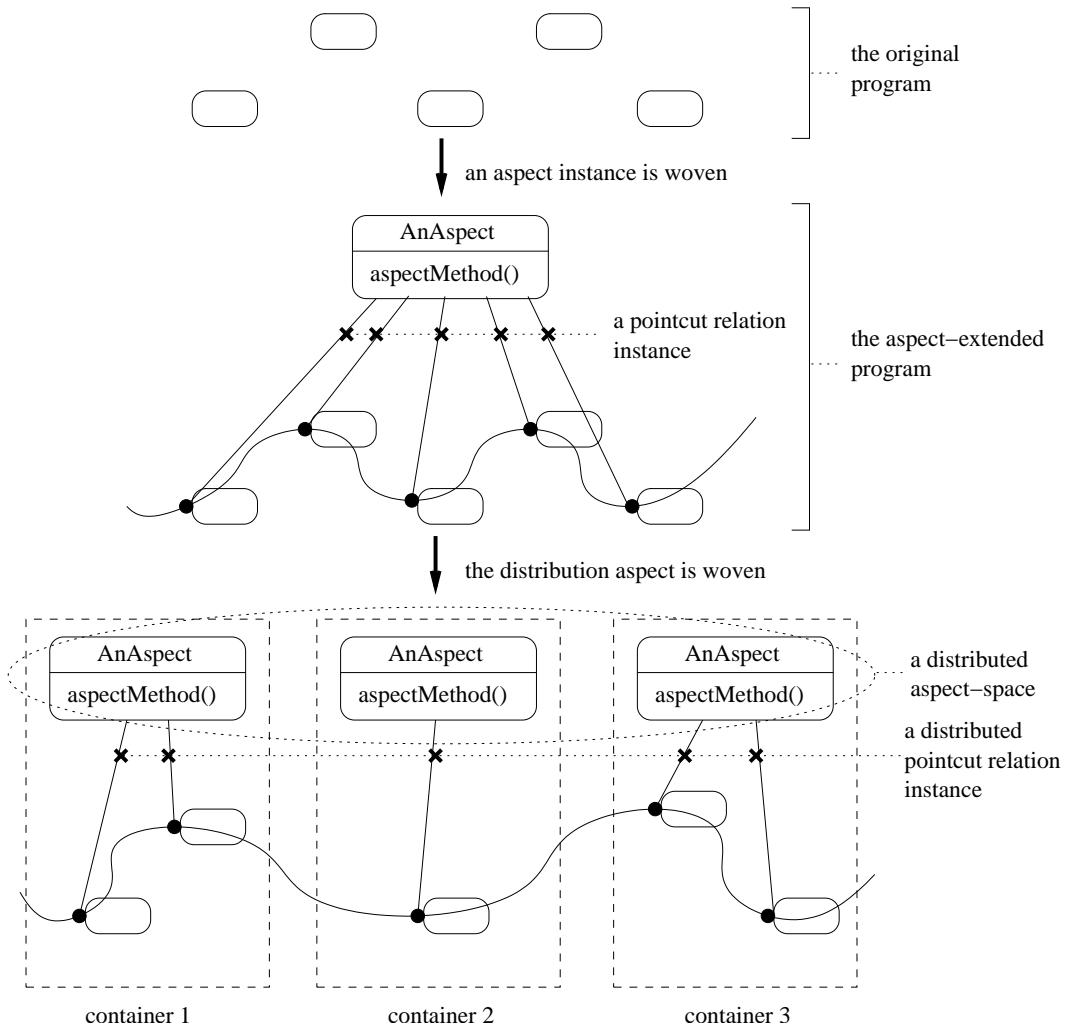 the original
program
an aspect instance is woven
AnAspect
aspectMethod()
a pointcut relation
instance
the aspect−extended
program
the distribution aspect is woven
AnAspect
aspectMethod()
AnAspect
aspectMethod()
AnAspect
aspectMethod()
a distributed
aspect−space
a distributed
pointcut relation
instance
container 1
container 2
container 3